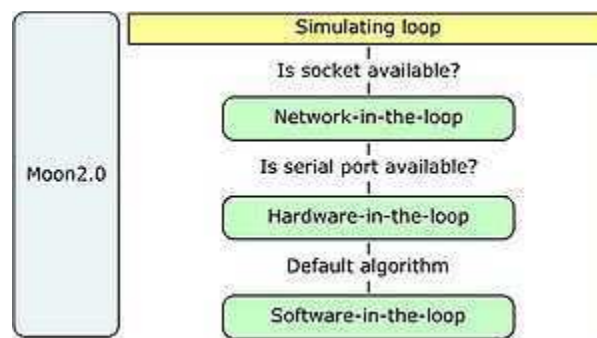 Simulating loop
Is socket available?
Network-in-the-loop
Is serial port available?
Moon2.0
Hardware-in-the-loop
Default algorithm
Software-in-the-loop